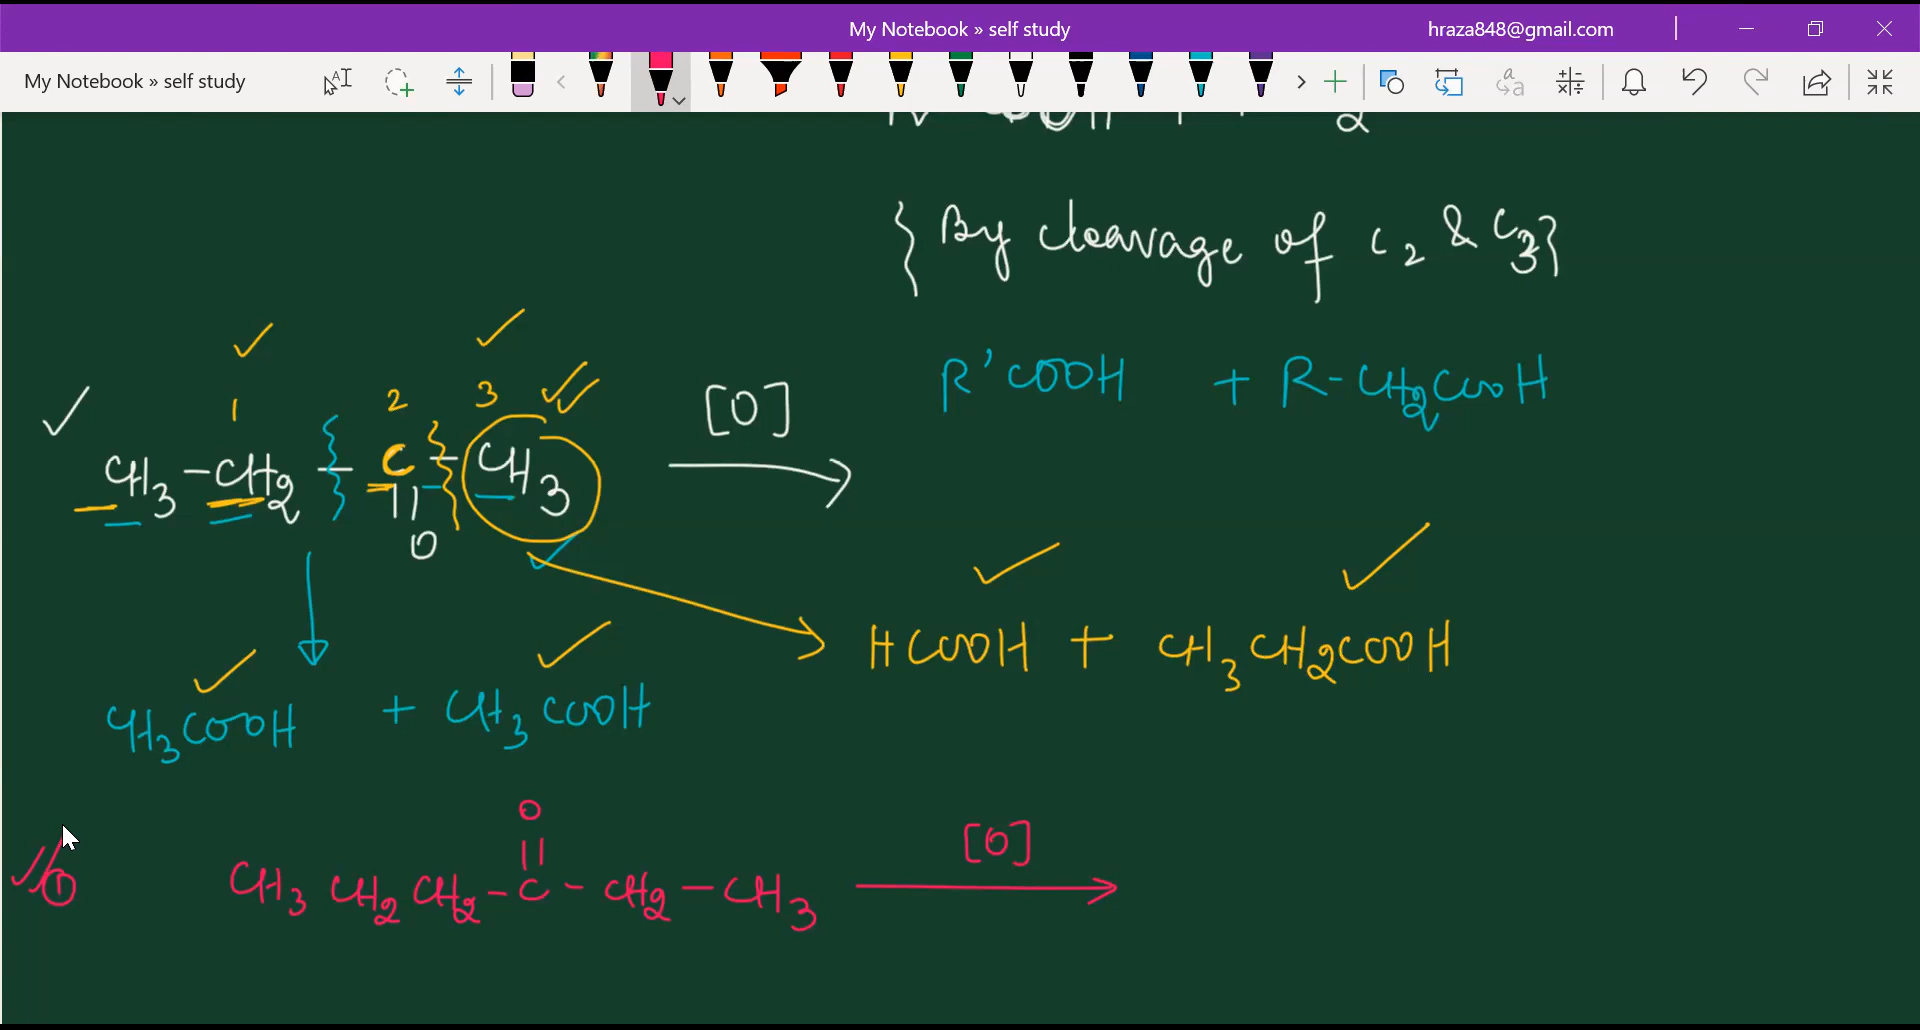 My Notebook » self study
hraza848@gmail.com
My Notebook » self study
{ By cleavage of C2 & C3 }
R'COOH + R-CH2COOH
1 2 3
CH3-CH2-C-CH3 [O]
||
O
HCOOH + CH3CH2COOH
CH3COOH + CH3COOH
O
||
① CH3 CH2 CH2-C-CH2-CH3 [O]